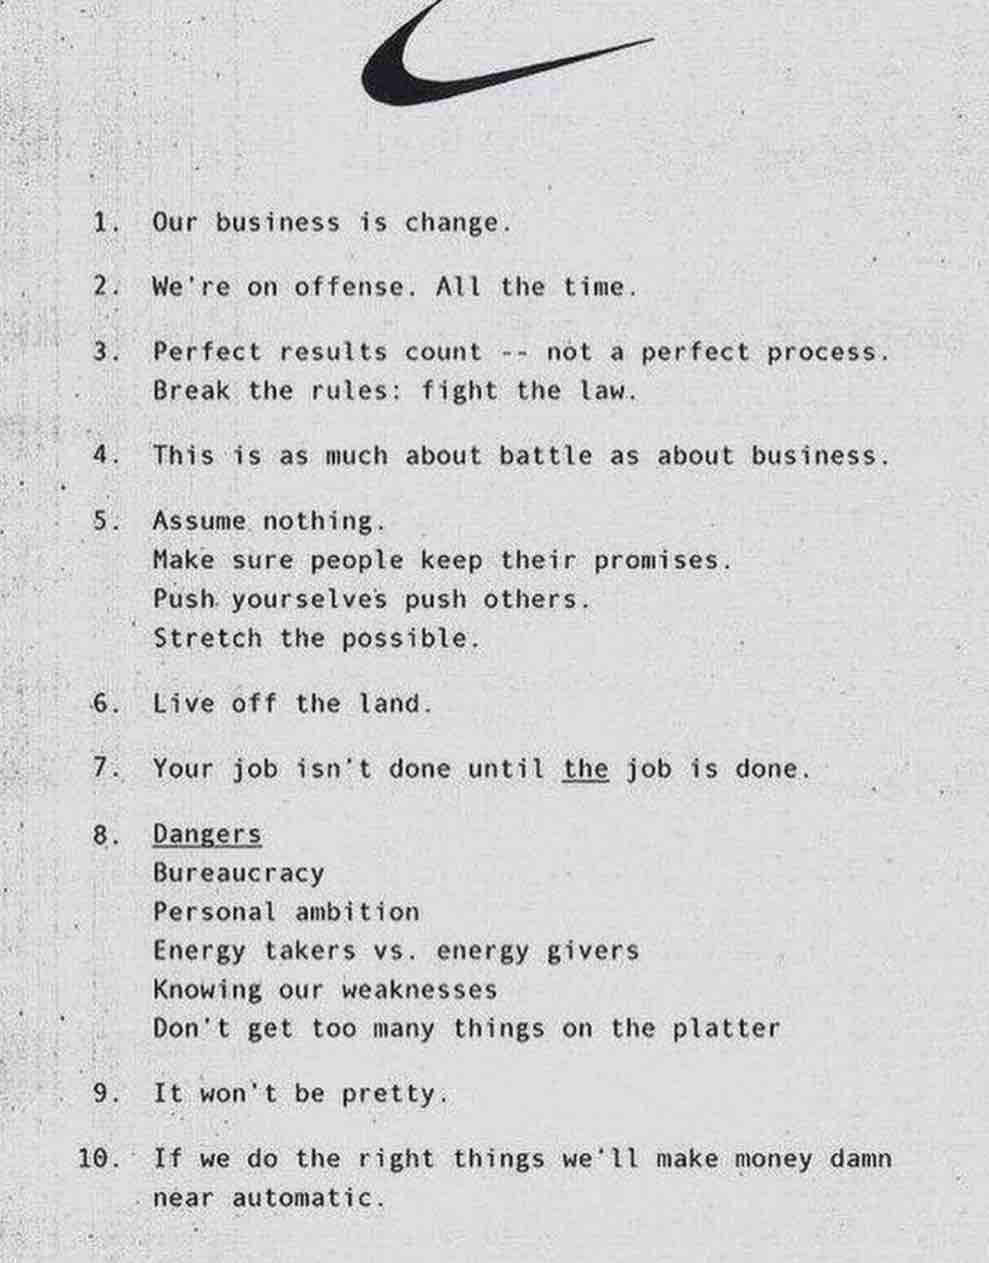 1. Our business is change.
2. We're on offense. All the time.
3. Perfect results count -- not a perfect process.
Break the rules: fight the law.
4. This is as much about battle as about business.
5. Assume nothing.
Make sure people keep their promises.
Push yourselves push others.
Stretch the possible.
6. Live off the land.
7. Your job isn't done until the job is done.
8. Dangers
Bureaucracy
Personal ambition
Energy takers vs. energy givers
Knowing our weaknesses
Don't get too many things on the platter
9. It won't be pretty.
10. If we do the right things we'll make money damn
near automatic.